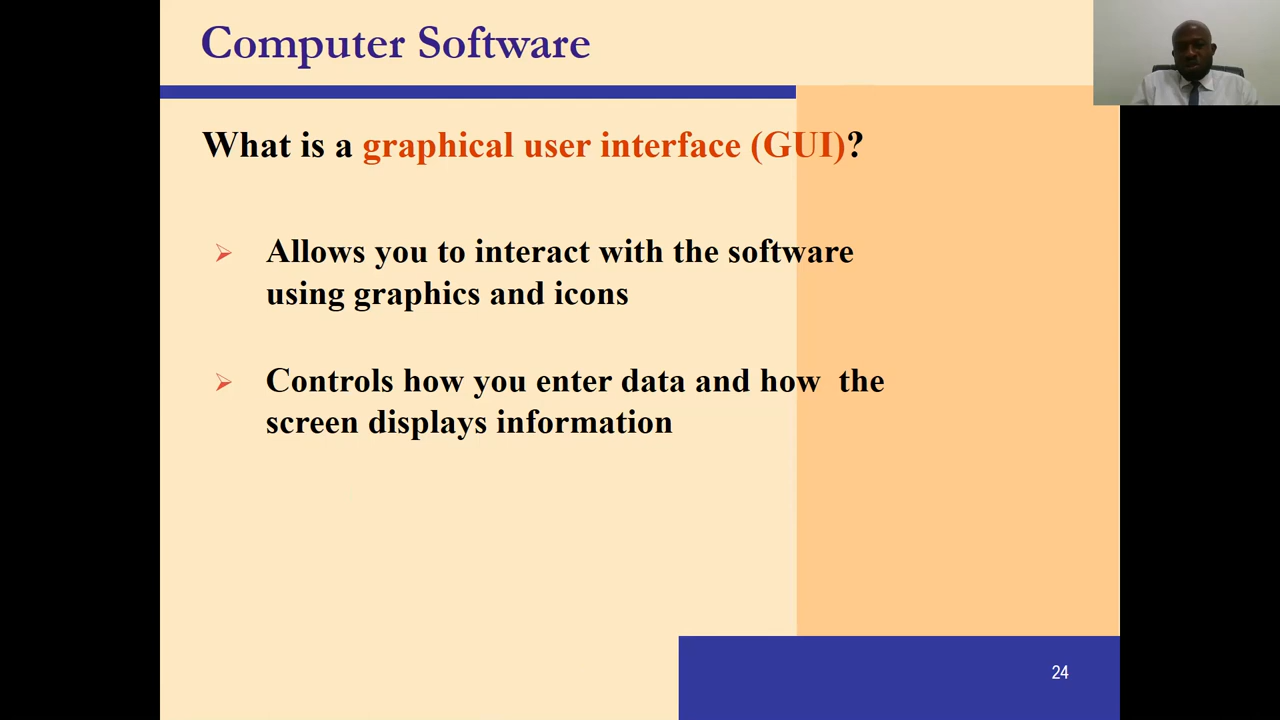 Computer Software
What is a graphical user interface (GUI)?
Allows you to interact with the software
using graphics and icons
Controls how you enter data and how the
screen displays information
24